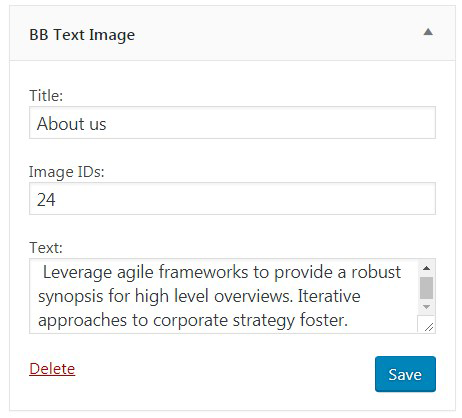 BB Text Image
Title:
About us
Image IDs:
24
Text:
Leverage agile frameworks to provide a robust
synopsis for high level overviews. Iterative
approaches to corporate strategy foster.
Delete
Save